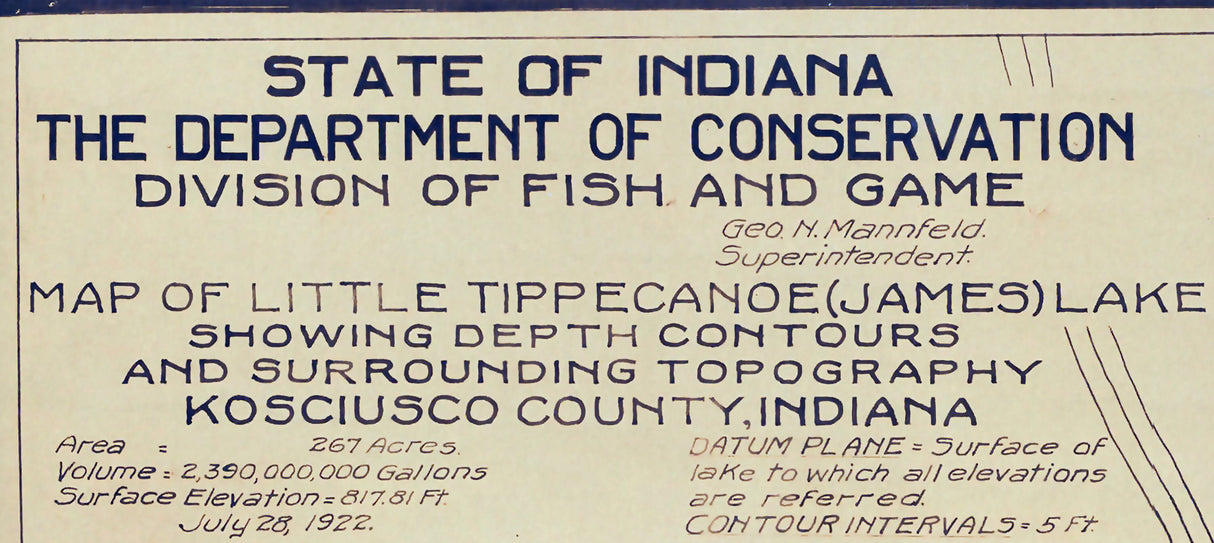 STATE OF INDIANA
THE DEPARTMENT OF CONSERVATION
DIVISION OF FISH AND GAME
Geo. N. Mannfeld.
Superintendent.
MAP OF LITTLE TIPPECANOE (JAMES) LAKE
SHOWING DEPTH CONTOURS
AND SURROUNDING TOPOGRAPHY
KOSCIUSCO COUNTY, INDIANA
Area = 267 Acres.
Volume = 2,390,000,000 Gallons
Surface Elevation = 817.81 Ft.
July 28, 1922.
DATUM PLANE = Surface of
lake to which all elevations
are referred.
CONTOUR INTERVALS = 5 Ft.